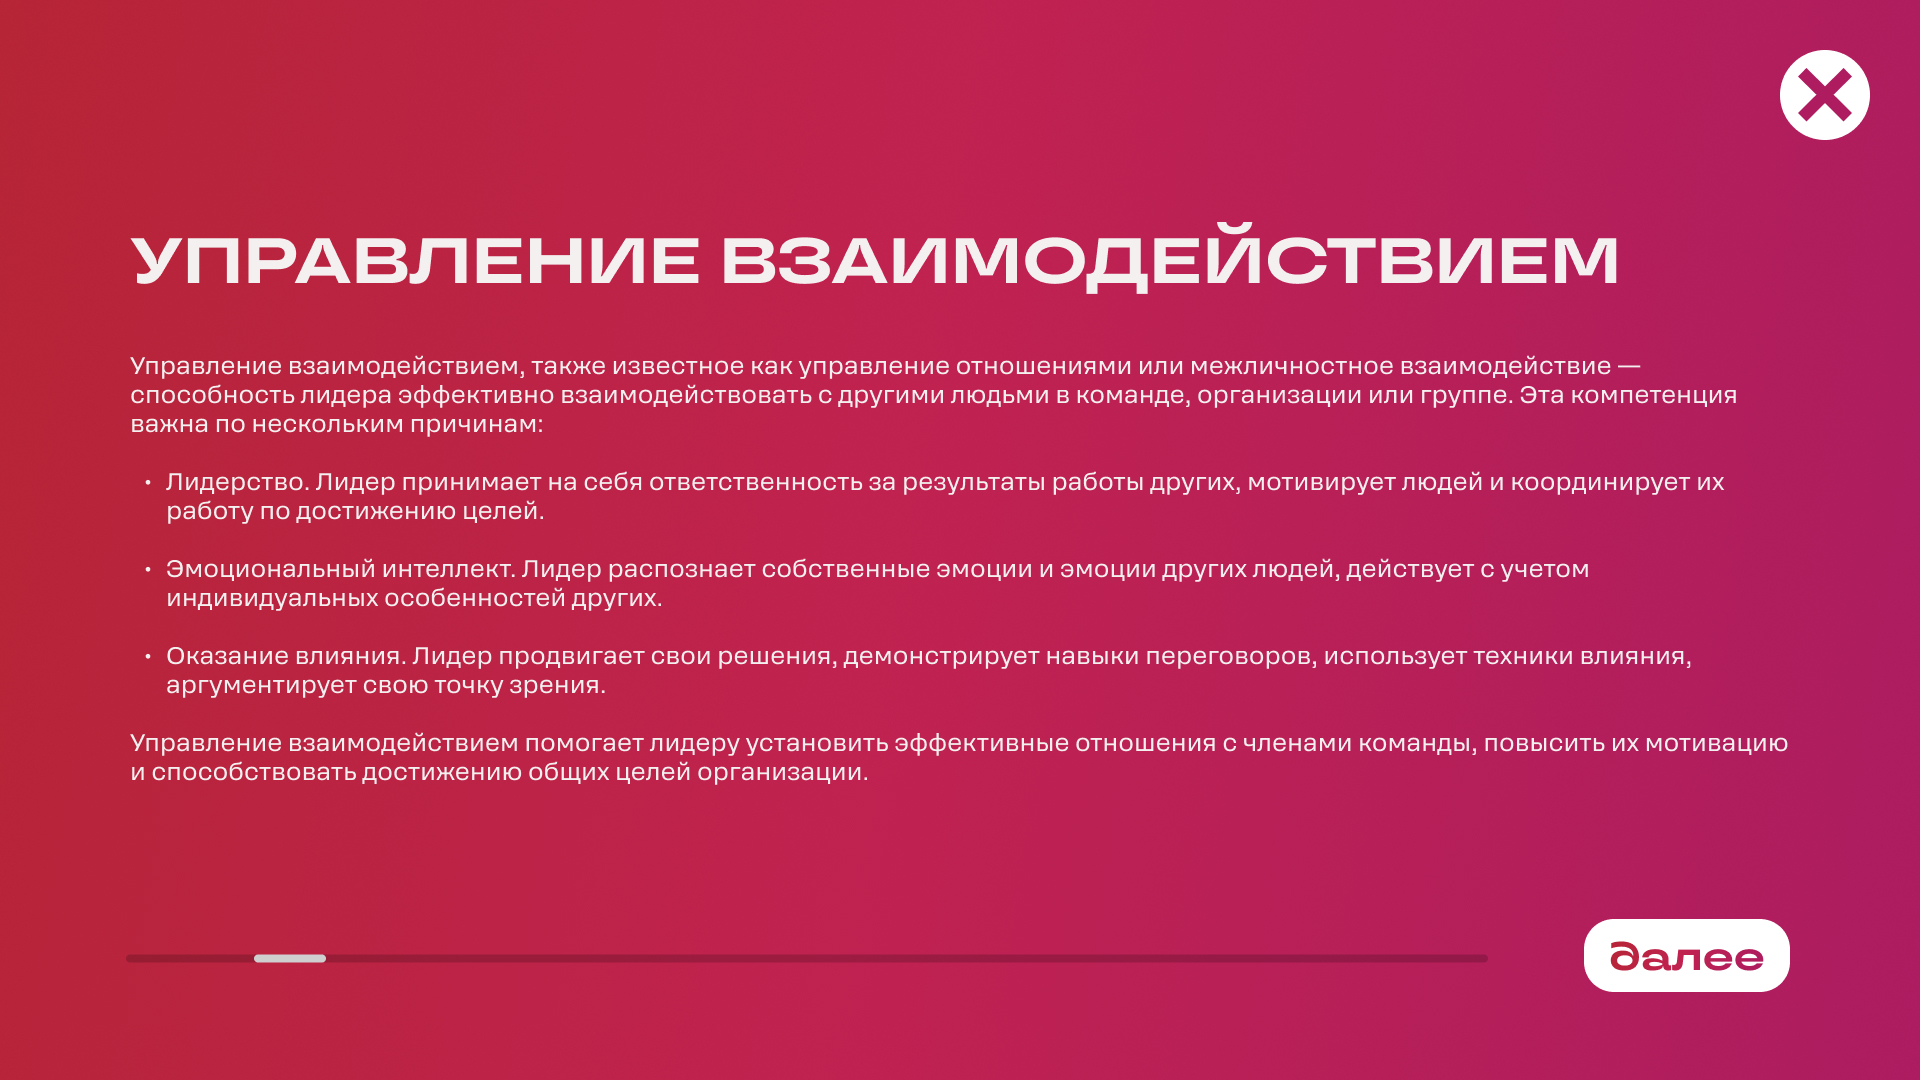 УПРАВЛЕНИЕ ВЗАИМОДЕЙСТВИЕМ
Управление взаимодействием, также известное как управление отношениями или межличностное взаимодействие —
способность лидера эффективно взаимодействовать с другими людьми в команде, организации или группе. Эта компетенция
важна по нескольким причинам:
• Лидерство. Лидер принимает на себя ответственность за результаты работы других, мотивирует людей и координирует их
работу по достижению целей.
• Эмоциональный интеллект. Лидер распознает собственные эмоции и эмоции других людей, действует с учетом
индивидуальных особенностей других.
• Оказание влияния. Лидер продвигает свои решения, демонстрирует навыки переговоров, использует техники влияния,
аргументирует свою точку зрения.
Управление взаимодействием помогает лидеру установить эффективные отношения с членами команды, повысить их мотивацию
и способствовать достижению общих целей организации.
далее